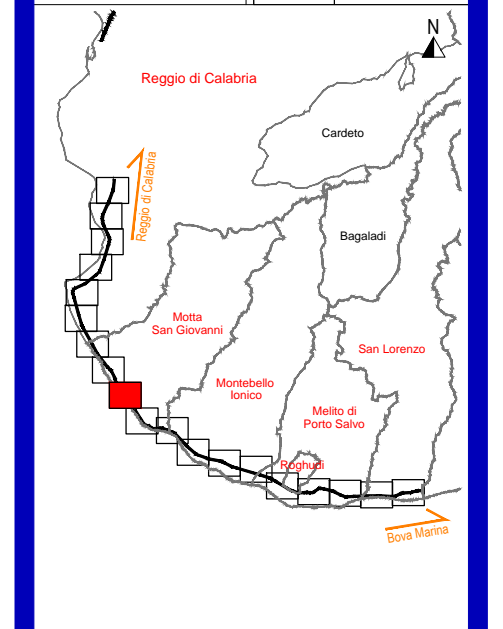 N
Reggio di Calabria
Cardeto
Reggio di Calabria
Bagaladi
Motta
San Giovanni
San Lorenzo
Montebello
Ionico
Melito di
Porto Salvo
Roghudi
Bova Marina